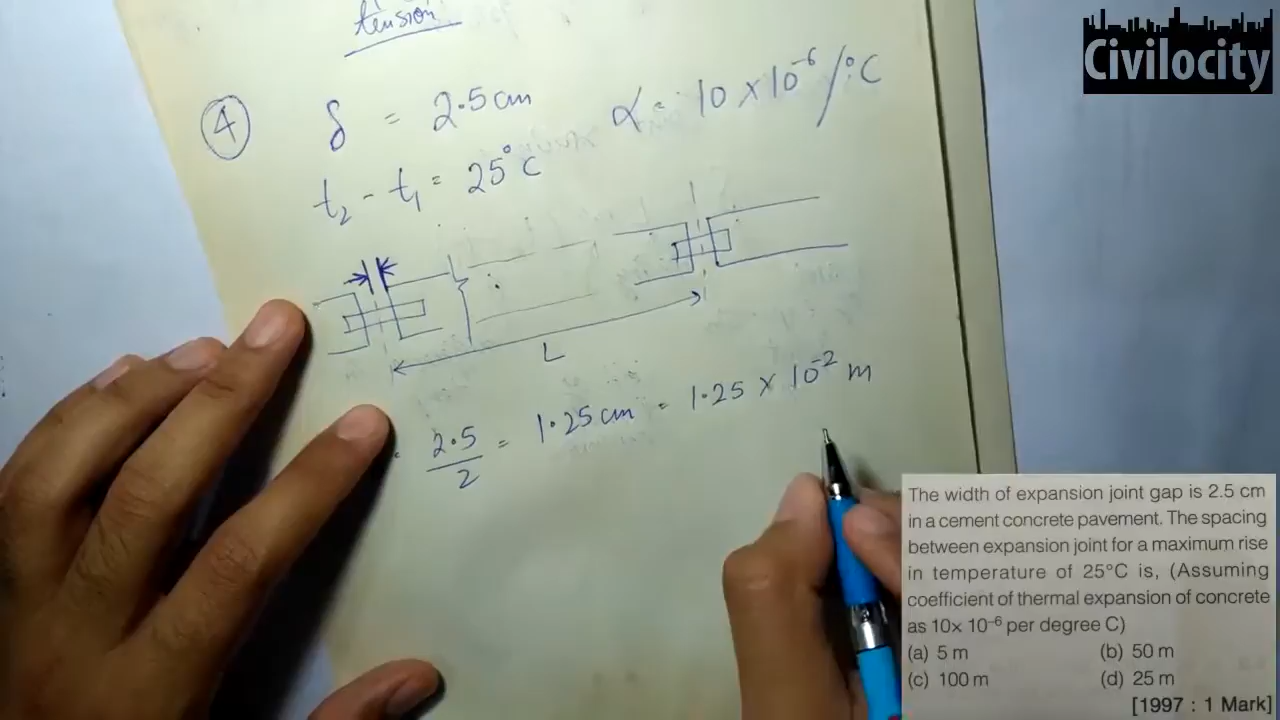 tension
Civilocity
4 δ = 2.5 cm α = 10 × 10⁻⁶ /°C
t₂ - t₁ = 25°C
L
2.5/2 = 1.25 cm = 1.25 × 10⁻² m
The width of expansion joint gap is 2.5 cm
in a cement concrete pavement. The spacing
between expansion joint for a maximum rise
in temperature of 25°C is, (Assuming
coefficient of thermal expansion of concrete
as 10× 10⁻⁶ per degree C)
(a) 5 m (b) 50 m
(c) 100 m (d) 25 m
[1997 : 1 Mark]